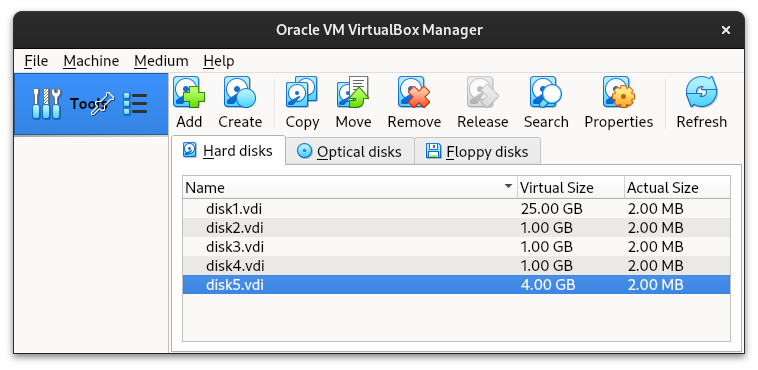 Oracle VM VirtualBox Manager
File Machine Medium Help
Tools
Add Create Copy Move Remove Release Search Properties Refresh
Hard disks Optical disks Floppy disks
Name Virtual Size Actual Size
disk1.vdi 25.00 GB 2.00 MB
disk2.vdi 1.00 GB 2.00 MB
disk3.vdi 1.00 GB 2.00 MB
disk4.vdi 1.00 GB 2.00 MB
disk5.vdi 4.00 GB 2.00 MB